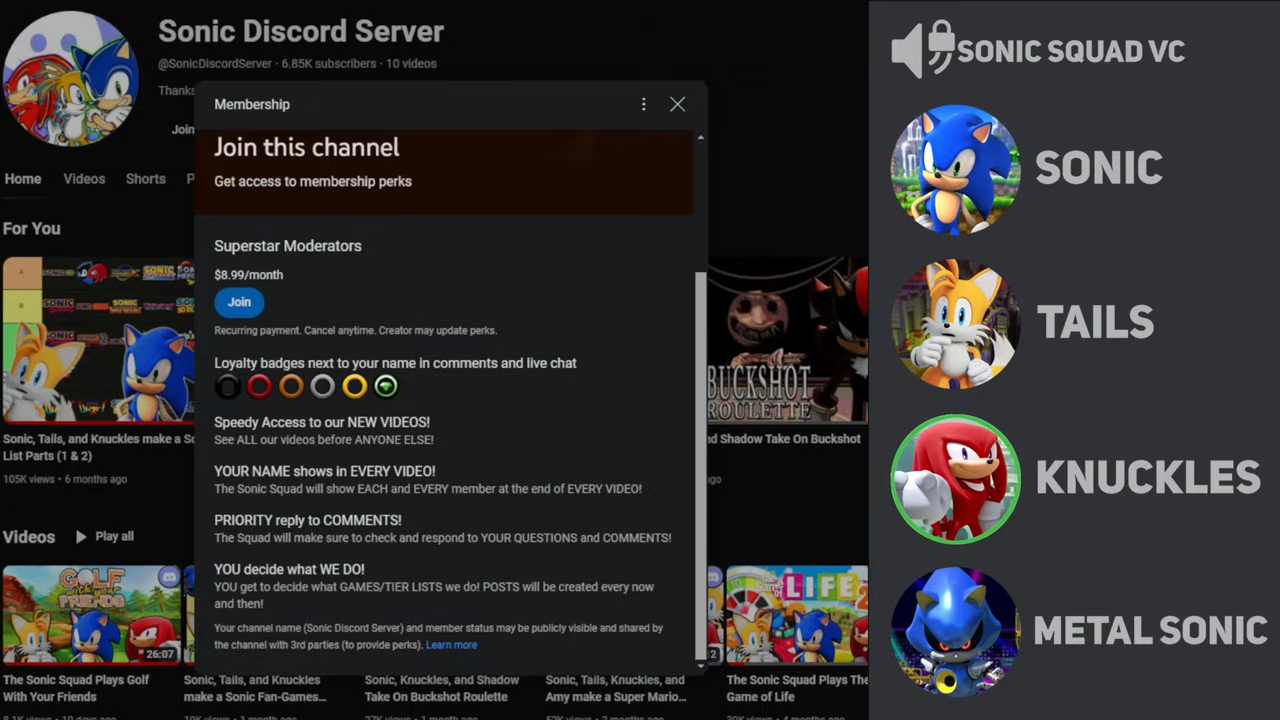 Sonic Discord Server
@SonicDiscordServer · 6.85K subscribers · 10 videos
Thanks
Join
Home Videos Shorts P
For You
Membership
Join this channel
Get access to membership perks
Superstar Moderators
$8.99/month
Join
Recurring payment. Cancel anytime. Creator may update perks.
Loyalty badges next to your name in comments and live chat
Speedy Access to our NEW VIDEOS!
See ALL our videos before ANYONE ELSE!
YOUR NAME shows in EVERY VIDEO!
The Sonic Squad will show EACH and EVERY member at the end of EVERY VIDEO!
PRIORITY reply to COMMENTS!
The Squad will make sure to check and respond to YOUR QUESTIONS and COMMENTS!
YOU decide what WE DO!
YOU get to decide what GAMES/TIER LISTS we do! POSTS will be created every now
and then!
Your channel name (Sonic Discord Server) and member status may be publicly visible and shared by
the channel with 3rd parties (to provide perks). Learn more
A
B
Sonic, Tails, and Knuckles make a So
List Parts (1 & 2)
105K views · 6 months ago
BUCKSHOT
ROULETTE
nd Shadow Take On Buckshot
go
Videos Play all
GOLF
WITH YOUR
FRIENDS
26:07
LIFE
The Sonic Squad Plays Golf
With Your Friends
Sonic, Tails, and Knuckles
make a Sonic Fan-Games...
Sonic, Knuckles, and Shadow
Take On Buckshot Roulette
Sonic, Tails, Knuckles, and
Amy make a Super Mario...
The Sonic Squad Plays The
Game of Life
SONIC SQUAD VC
SONIC
TAILS
KNUCKLES
METAL SONIC